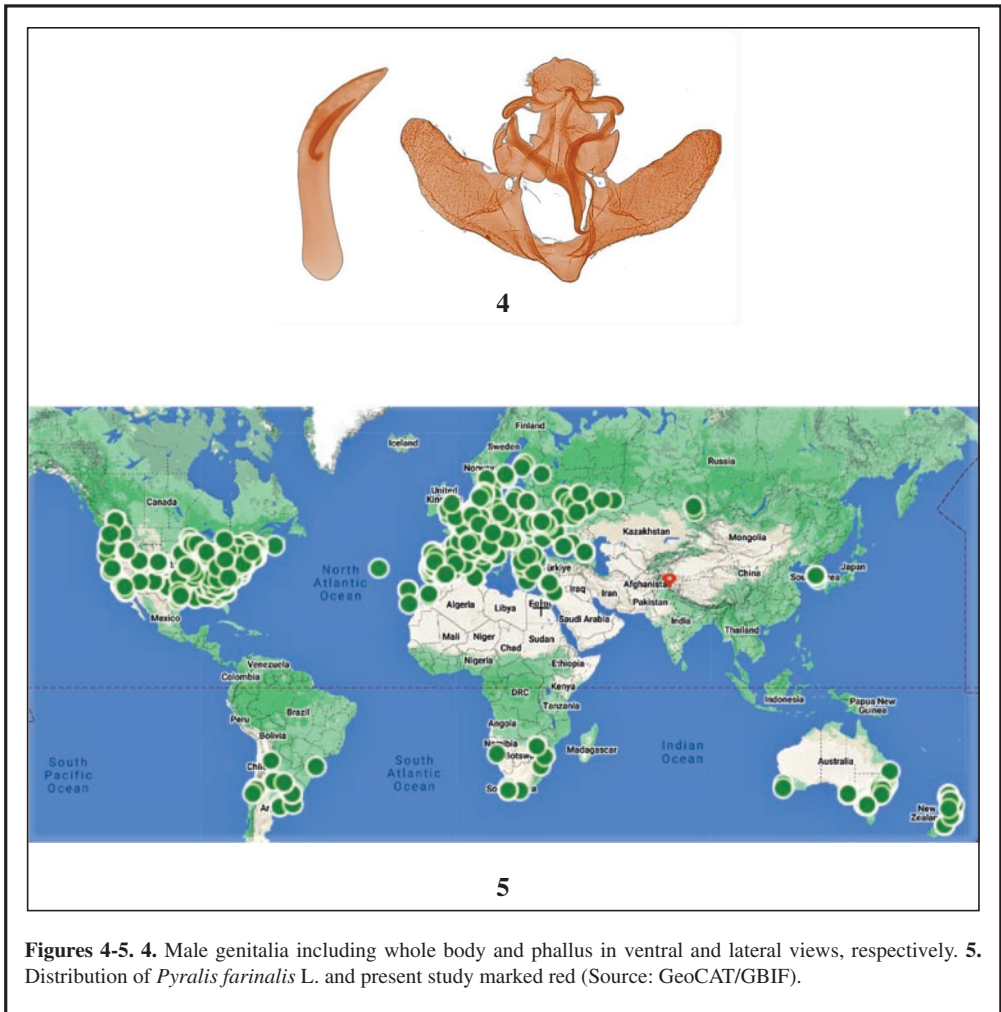 4
Finland
Iceland
Sweden
Russia
Canada
United
Kazakhstan
Mongolia
North
Atlantic
Ocean
Türkiye
Afghanistan
China
Japan
Iraq
Iran
Pakistan
Algeria
Libya
Saudi Arabia
India
Mexico
Mali
Niger
Sudan
Chad
Thailand
Nigeria
Ethiopia
Venezuela
Colombia
Kenya
DRC
Tanzania
Indonesia
Papua New
Guinea
Brazil
Peru
Bolivia
Angola
Madagascar
South
Pacific
Ocean
South
Atlantic
Ocean
Indian
Ocean
Australia
New
5
Figures 4-5. 4. Male genitalia including whole body and phallus in ventral and lateral views, respectively. 5.
Distribution of Pyralis farinalis L. and present study marked red (Source: GeoCAT/GBIF).